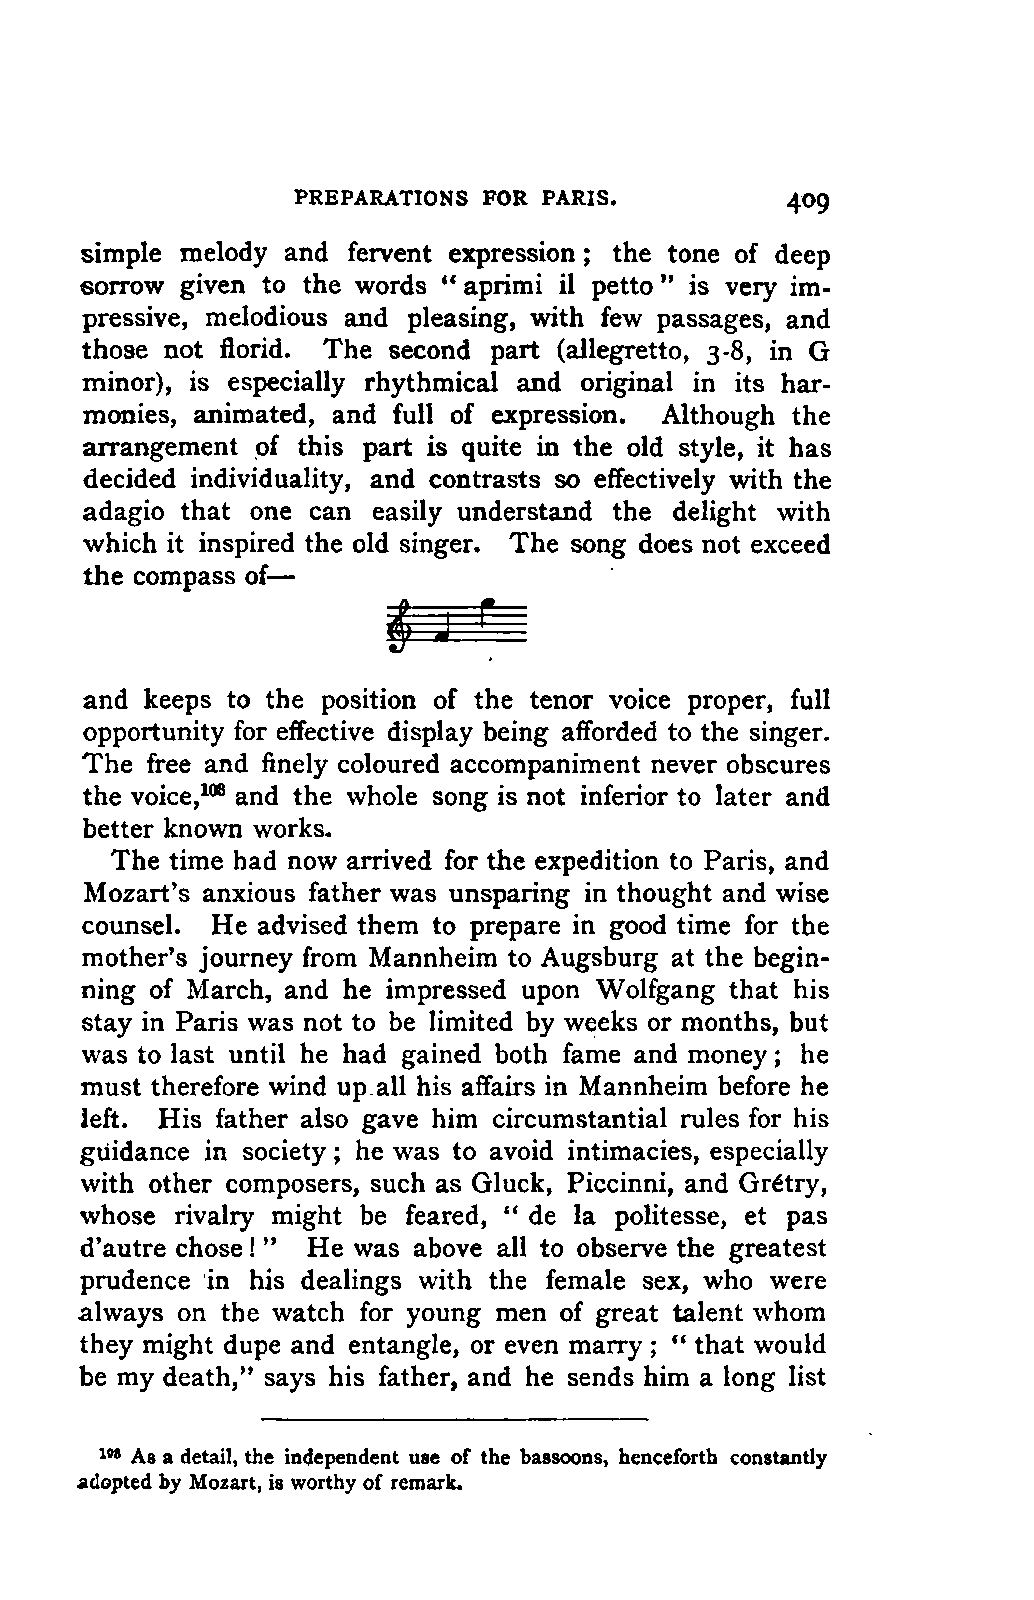 PREPARATIONS FOR PARIS. 409
simple melody and fervent expression ; the tone of deep
sorrow given to the words “ aprimi il petto ” is very im-
pressive, melodious and pleasing, with few passages, and
those not florid. The second part (allegretto, 3-8, in G
minor), is especially rhythmical and original in its har-
monies, animated, and full of expression. Although the
arrangement of this part is quite in the old style, it has
decided individuality, and contrasts so effectively with the
adagio that one can easily understand the delight with
which it inspired the old singer. The song does not exceed
the compass of—
and keeps to the position of the tenor voice proper, full
opportunity for effective display being afforded to the singer.
The free and finely coloured accompaniment never obscures
the voice,¹⁰⁸ and the whole song is not inferior to later and
better known works.
The time had now arrived for the expedition to Paris, and
Mozart's anxious father was unsparing in thought and wise
counsel. He advised them to prepare in good time for the
mother's journey from Mannheim to Augsburg at the begin-
ning of March, and he impressed upon Wolfgang that his
stay in Paris was not to be limited by weeks or months, but
was to last until he had gained both fame and money ; he
must therefore wind up all his affairs in Mannheim before he
left. His father also gave him circumstantial rules for his
guidance in society ; he was to avoid intimacies, especially
with other composers, such as Gluck, Piccinni, and Grétry,
whose rivalry might be feared, “ de la politesse, et pas
d'autre chose ! ” He was above all to observe the greatest
prudence in his dealings with the female sex, who were
always on the watch for young men of great talent whom
they might dupe and entangle, or even marry ; “ that would
be my death,” says his father, and he sends him a long list
¹⁰⁸ As a detail, the independent use of the bassoons, henceforth constantly
adopted by Mozart, is worthy of remark.